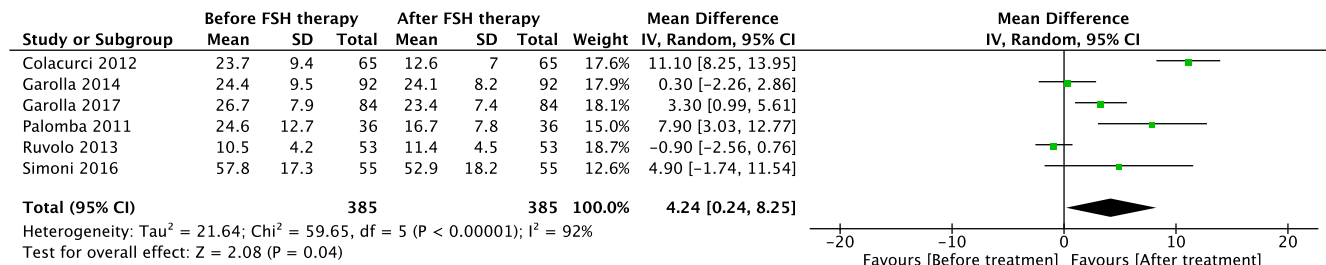 Before FSH therapy After FSH therapy Mean Difference Mean Difference
Study or Subgroup Mean SD Total Mean SD Total Weight IV, Random, 95% CI IV, Random, 95% CI
Colacurci 2012 23.7 9.4 65 12.6 7 65 17.6% 11.10 [8.25, 13.95]
Garolla 2014 24.4 9.5 92 24.1 8.2 92 17.9% 0.30 [−2.26, 2.86]
Garolla 2017 26.7 7.9 84 23.4 7.4 84 18.1% 3.30 [0.99, 5.61]
Palomba 2011 24.6 12.7 36 16.7 7.8 36 15.0% 7.90 [3.03, 12.77]
Ruvolo 2013 10.5 4.2 53 11.4 4.5 53 18.7% −0.90 [−2.56, 0.76]
Simoni 2016 57.8 17.3 55 52.9 18.2 55 12.6% 4.90 [−1.74, 11.54]
Total (95% CI) 385 385 100.0% 4.24 [0.24, 8.25]
Heterogeneity: Tau² = 21.64; Chi² = 59.65, df = 5 (P < 0.00001); I² = 92%
Test for overall effect: Z = 2.08 (P = 0.04)
−20 −10 0 10 20
Favours [Before treatmen] Favours [After treatment]